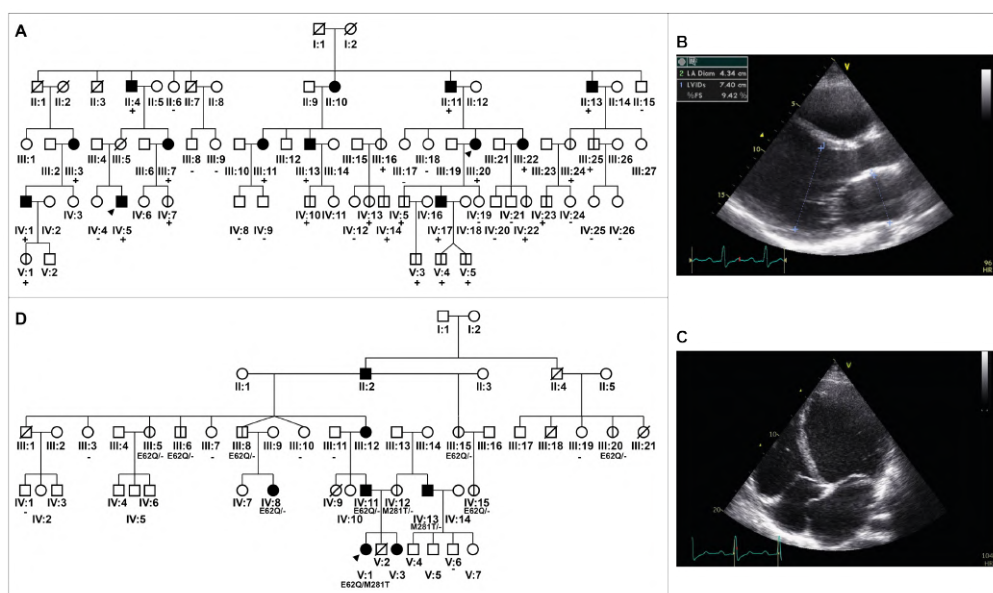 A
I:1 I:2
II:1 II:2 II:3 II:4 II:5 II:6 II:7 II:8 II:9 II:10 II:11 II:12 II:13 II:14 II:15
+ - + + -
III:1 III:2 III:3 III:4 III:5 III:6 III:7 III:8 III:9 III:10 III:11 III:12 III:13 III:14 III:15 III:16 III:17 III:18 III:19 III:20 III:21 III:22 III:23 III:24 III:25 III:26 III:27
+ + - - + + + - - + + + +
IV:1 IV:2 IV:3 IV:4 IV:5 IV:6 IV:7 IV:8 IV:9 IV:10 IV:11 IV:12 IV:13 IV:14 IV:5 IV:16 IV:17 IV:18 IV:19 IV:20 IV:21 IV:22 IV:23 IV:24 IV:25 IV:26
+ - + + - - + - + + + + - - + + - - -
V:1 V:2 V:3 V:4 V:5
+ + + +
B
2 LA Diam 4.34 cm
1 LVIDs 7.40 cm
%FS 9.42 %
V
5
10
15
HR
D
I:1 I:2
II:1 II:2 II:3 II:4 II:5
III:1 III:2 III:3 III:4 III:5 III:6 III:7 III:8 III:9 III:10 III:11 III:12 III:13 III:14 III:15 III:16 III:17 III:18 III:19 III:20 III:21
- E62Q/- E62Q/- - E62Q/- - E62Q/- - E62Q/-
IV:1 IV:2 IV:3 IV:4 IV:5 IV:6 IV:7 IV:8 IV:9 IV:10 IV:11 IV:12 IV:13 IV:14 IV:15
- E62Q/- E62Q/- M281T/- M281T/- E62Q/-
V:1 V:2 V:3 V:4 V:5 V:6 V:7
E62Q/M281T -
C
V
10
20
104
HR